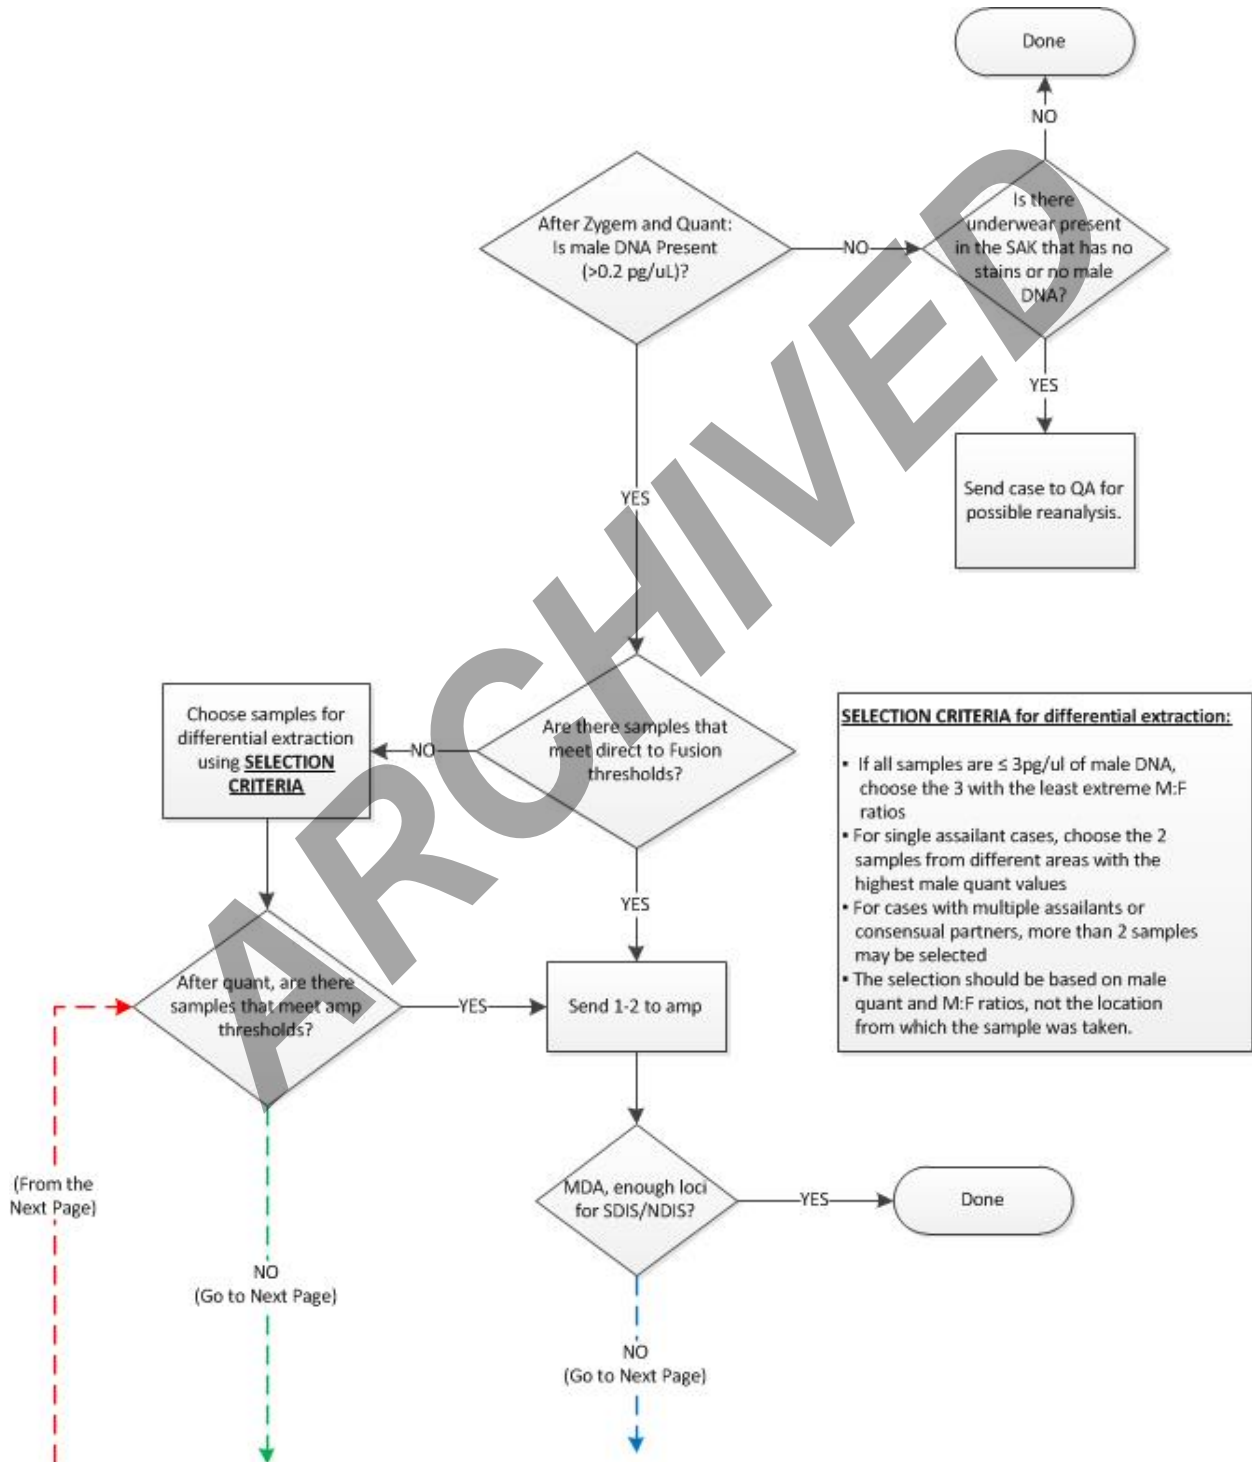 Done
NO
After Zygem and Quant:
Is male DNA Present
(>0.2 pg/uL)?
NO
Is there
underwear present
in the SAK that has no
stains or no male
DNA?
YES
Send case to QA for
possible reanalysis.
YES
Choose samples for
differential extraction
using SELECTION
CRITERIA
NO
Are there samples that
meet direct to Fusion
thresholds?
SELECTION CRITERIA for differential extraction:
• If all samples are ≤ 3pg/ul of male DNA,
choose the 3 with the least extreme M:F
ratios
• For single assailant cases, choose the 2
samples from different areas with the
highest male quant values
• For cases with multiple assailants or
consensual partners, more than 2 samples
may be selected
• The selection should be based on male
quant and M:F ratios, not the location
from which the sample was taken.
YES
After quant, are there
samples that meet amp
thresholds?
YES
Send 1-2 to amp
(From the
Next Page)
MDA, enough loci
for SDIS/NDIS?
YES
Done
NO
(Go to Next Page)
NO
(Go to Next Page)
ARCHIVED